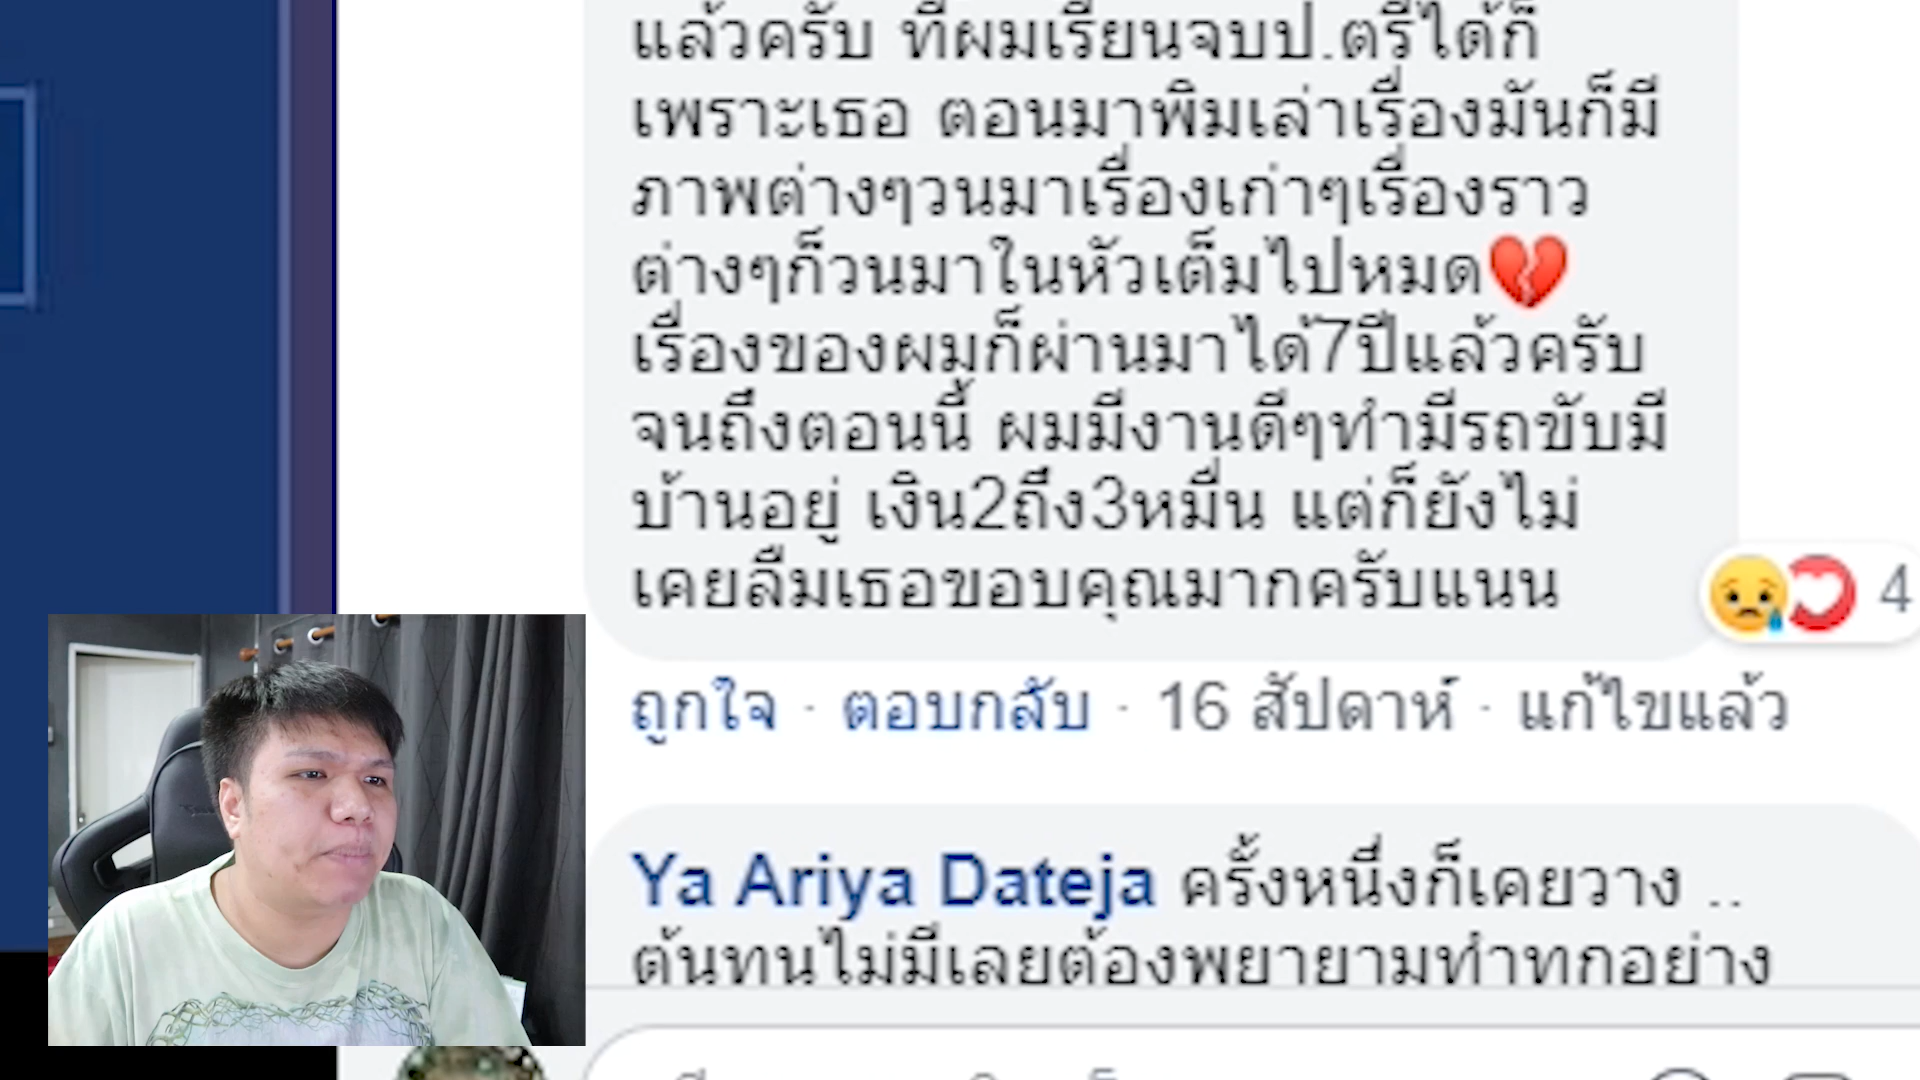 แล้วครับ ที่ผมเรียนจบป.ตรีได้ก็
เพราะเธอ ตอนมาพิมเล่าเรื่องมันก็มี
ภาพต่างๆวนมาเรื่องเก่าๆเรื่องราว
ต่างๆก็วนมาในหัวเต็มไปหมด💔
เรื่องของผมก็ผ่านมาได้7ปีแล้วครับ
จนถึงตอนนี้ ผมมีงานดีๆทำมีรถขับมี
บ้านอยู่ เงิน2ถึง3หมื่น แต่ก็ยังไม่
เคยลืมเธอขอบคุณมากครับแนน
4
ถูกใจ · ตอบกลับ · 16 สัปดาห์ · แก้ไขแล้ว
Ya Ariya Dateja ครั้งหนึ่งก็เคยวาง ..
ต้นทนไม่มีเลยต้องพยายามทำทกอย่าง